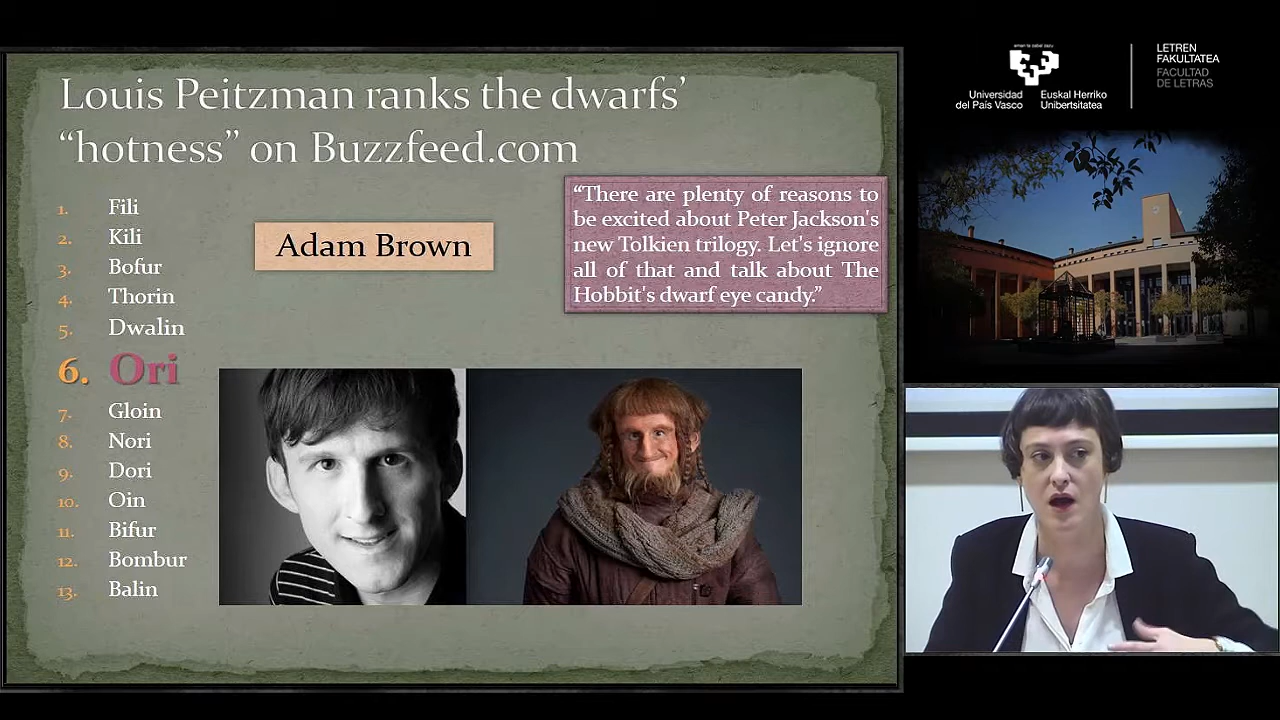 Louis Peitzman ranks the dwarfs’
“hotness” on Buzzfeed.com
1. Fili
2. Kili
3. Bofur
4. Thorin
5. Dwalin
6. Ori
7. Gloin
8. Nori
9. Dori
10. Oin
11. Bifur
12. Bombur
13. Balin
Adam Brown
“There are plenty of reasons to
be excited about Peter Jackson's
new Tolkien trilogy. Let's ignore
all of that and talk about The
Hobbit's dwarf eye candy.”
eman ta zabal zazu
Universidad
del País Vasco
Euskal Herriko
Unibertsitatea
LETREN
FAKULTATEA
FACULTAD
DE LETRAS